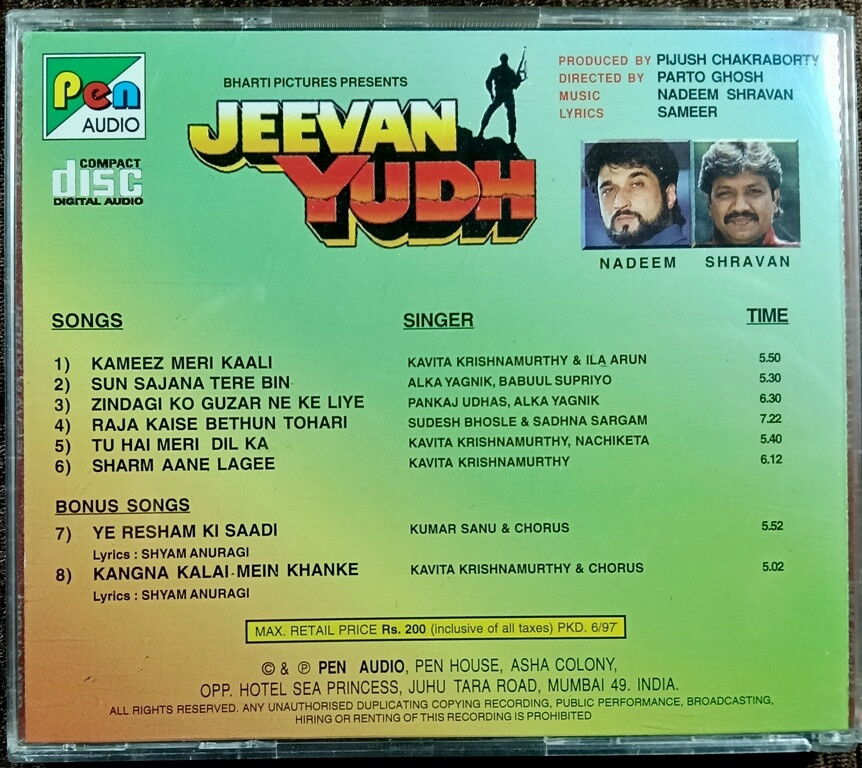 Pen
AUDIO
COMPACT
disc
DIGITAL AUDIO
BHARTI PICTURES PRESENTS
JEEVAN
YUDH
PRODUCED BY PIJUSH CHAKRABORTY
DIRECTED BY PARTO GHOSH
MUSIC NADEEM SHRAVAN
LYRICS SAMEER
NADEEM SHRAVAN
SONGS SINGER TIME
1) KAMEEZ MERI KAALI KAVITA KRISHNAMURTHY & ILA ARUN 5.50
2) SUN SAJANA TERE BIN ALKA YAGNIK, BABUUL SUPRIYO 5.30
3) ZINDAGI KO GUZAR NE KE LIYE PANKAJ UDHAS, ALKA YAGNIK 6.30
4) RAJA KAISE BETHUN TOHARI SUDESH BHOSLE & SADHNA SARGAM 7.22
5) TU HAI MERI DIL KA KAVITA KRISHNAMURTHY, NACHIKETA 5.40
6) SHARM AANE LAGEE KAVITA KRISHNAMURTHY 6.12
BONUS SONGS
7) YE RESHAM KI SAADI KUMAR SANU & CHORUS 5.52
Lyrics : SHYAM ANURAGI
8) KANGNA KALAI MEIN KHANKE KAVITA KRISHNAMURTHY & CHORUS 5.02
Lyrics : SHYAM ANURAGI
MAX. RETAIL PRICE Rs. 200 (inclusive of all taxes) PKD. 6/97
© & ℗ PEN AUDIO, PEN HOUSE, ASHA COLONY,
OPP. HOTEL SEA PRINCESS, JUHU TARA ROAD, MUMBAI 49. INDIA.
ALL RIGHTS RESERVED. ANY UNAUTHORISED DUPLICATING COPYING RECORDING, PUBLIC PERFORMANCE, BROADCASTING,
HIRING OR RENTING OF THIS RECORDING IS PROHIBITED